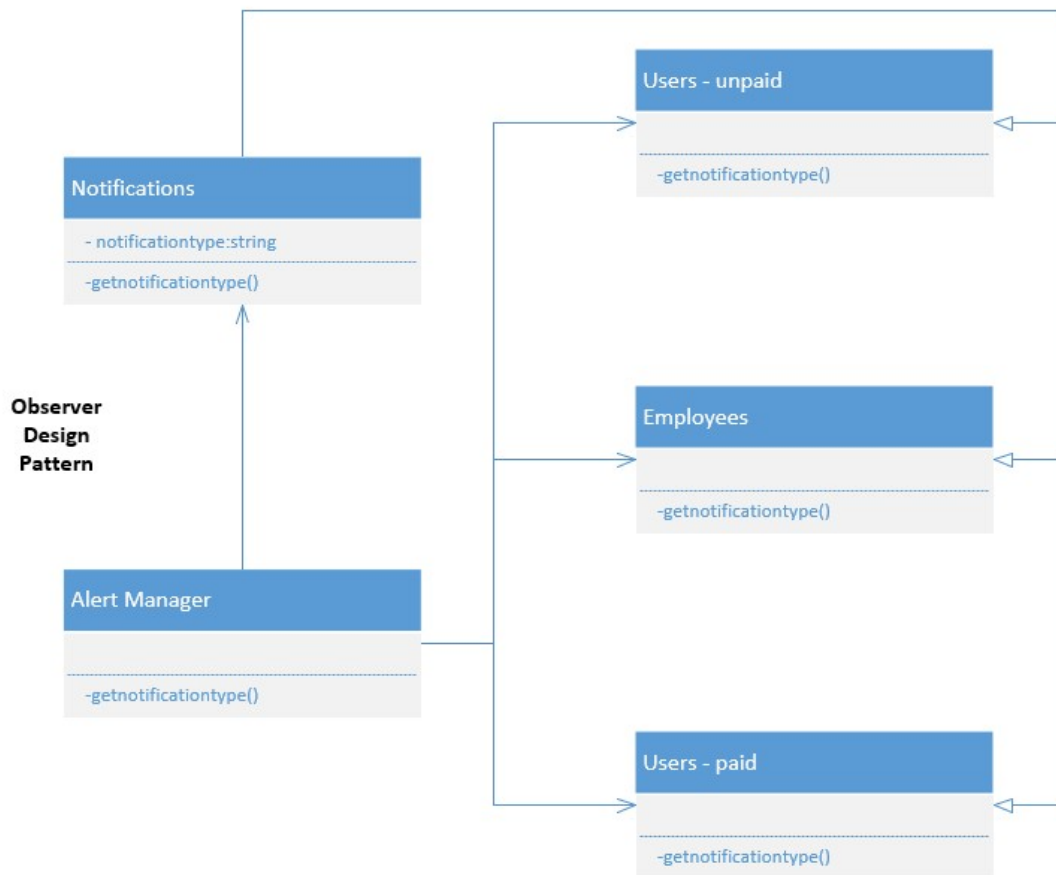 Users - unpaid
-getnotificationtype()
Notifications
- notificationtype:string
-getnotificationtype()
Observer
Design
Pattern
Employees
-getnotificationtype()
Alert Manager
-getnotificationtype()
Users - paid
-getnotificationtype()